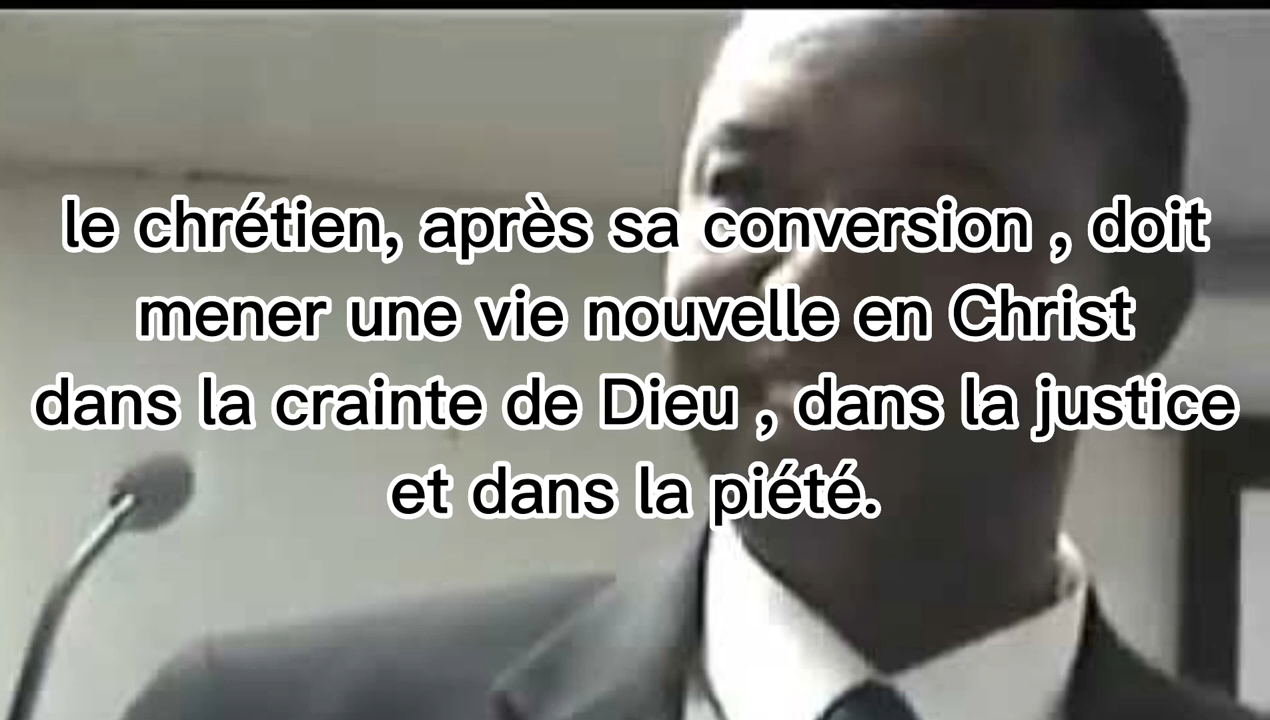 le chrétien, après sa conversion , doit
mener une vie nouvelle en Christ
dans la crainte de Dieu , dans la justice
et dans la piété.